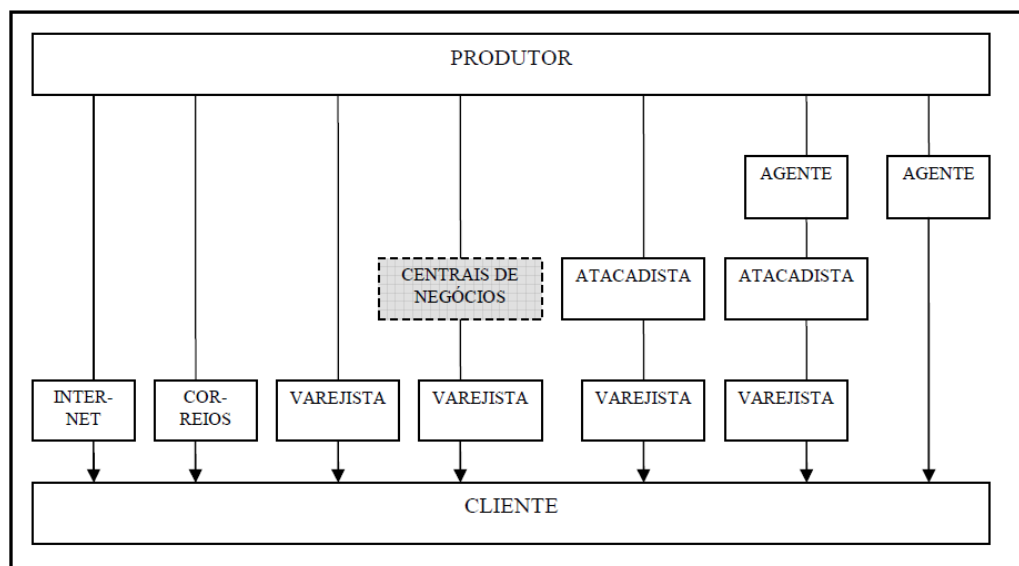 PRODUTOR
AGENTE
AGENTE
CENTRAIS DE
NEGÓCIOS
ATACADISTA
ATACADISTA
INTER-
NET
COR-
REIOS
VAREJISTA
VAREJISTA
VAREJISTA
VAREJISTA
CLIENTE